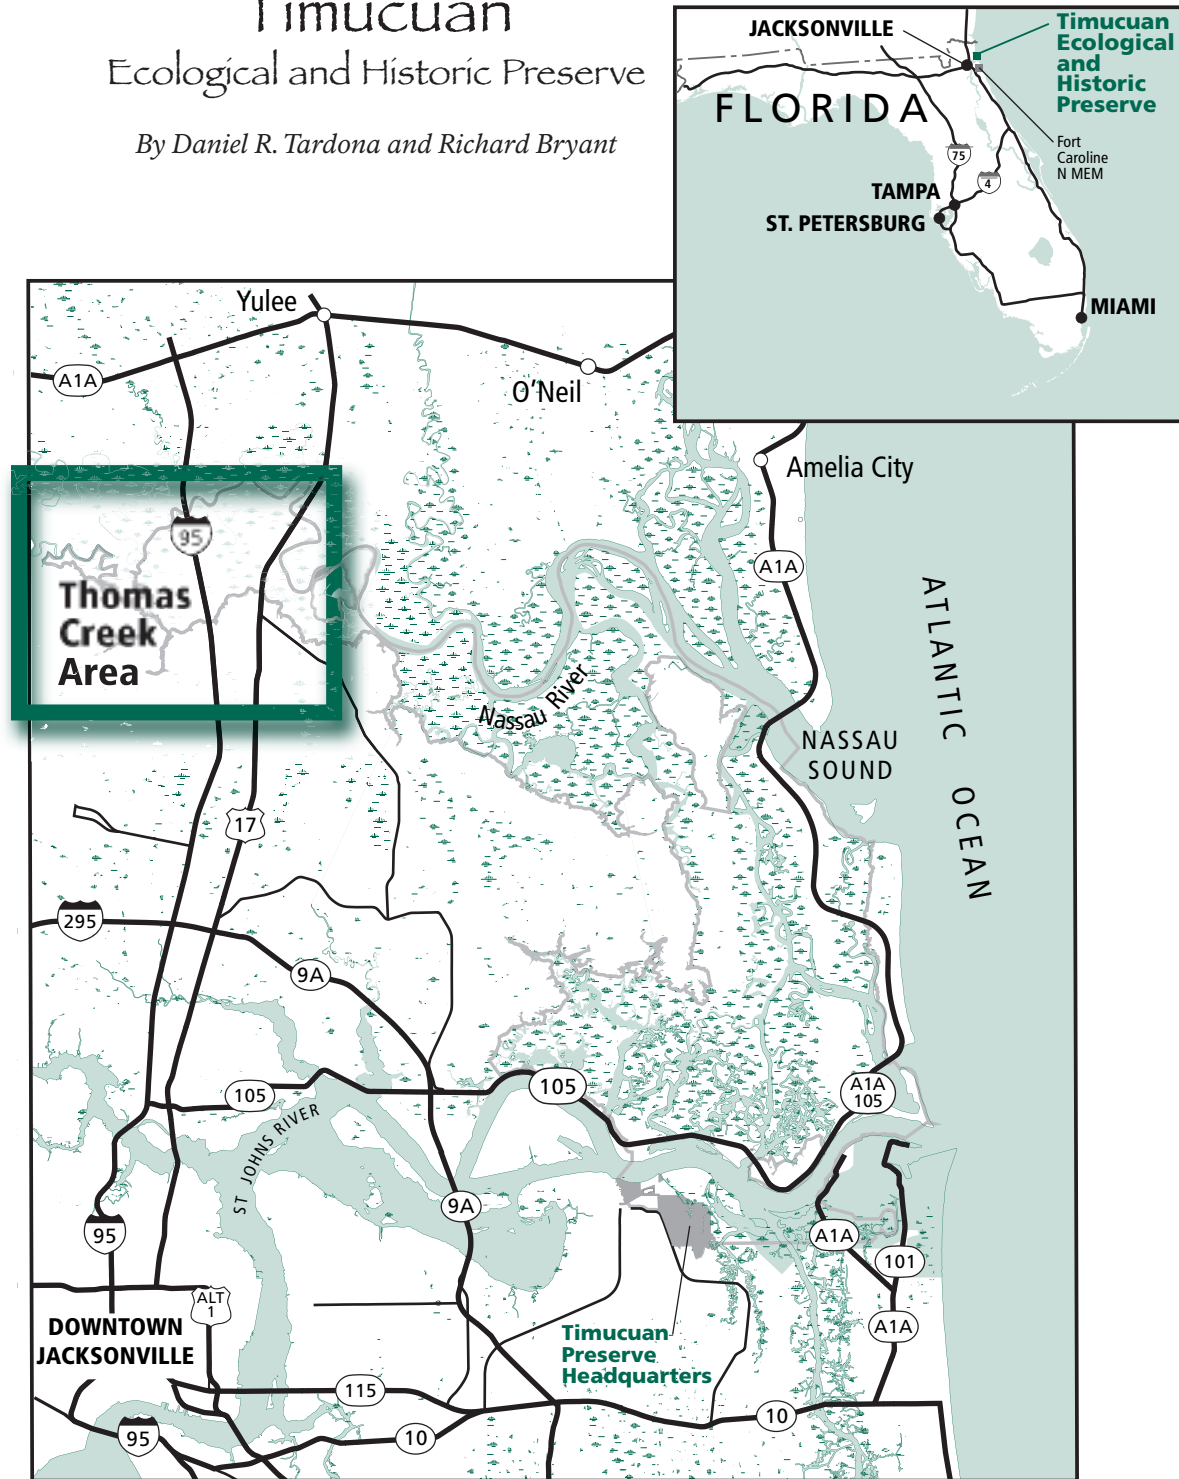 Timucuan
Ecological and Historic Preserve
By Daniel R. Tardona and Richard Bryant
JACKSONVILLE
Timucuan
Ecological
and
Historic
Preserve
FLORIDA
Fort
Caroline
N MEM
75
4
TAMPA
ST. PETERSBURG
MIAMI
Yulee
A1A
O'Neil
Amelia City
95
A1A
Thomas
Creek
Area
ATLANTIC OCEAN
Nassau River
NASSAU
SOUND
17
295
9A
105
105
A1A
105
ST JOHNS RIVER
9A
95
A1A
101
ALT
1
A1A
DOWNTOWN
JACKSONVILLE
Timucuan
Preserve
Headquarters
115
10
10
95